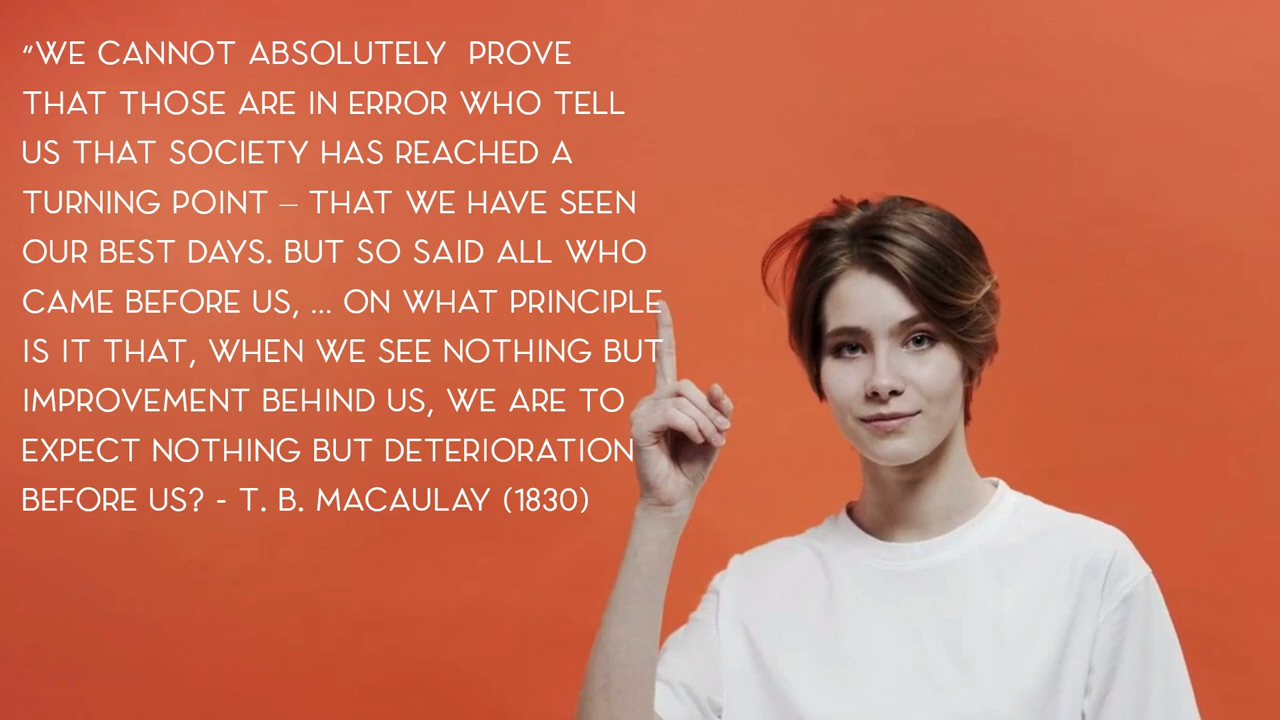 “WE CANNOT ABSOLUTELY  PROVE
THAT THOSE ARE IN ERROR WHO TELL
US THAT SOCIETY HAS REACHED A
TURNING POINT – THAT WE HAVE SEEN
OUR BEST DAYS. BUT SO SAID ALL WHO
CAME BEFORE US, ... ON WHAT PRINCIPLE
IS IT THAT, WHEN WE SEE NOTHING BUT
IMPROVEMENT BEHIND US, WE ARE TO
EXPECT NOTHING BUT DETERIORATION
BEFORE US? - T. B. MACAULAY (1830)